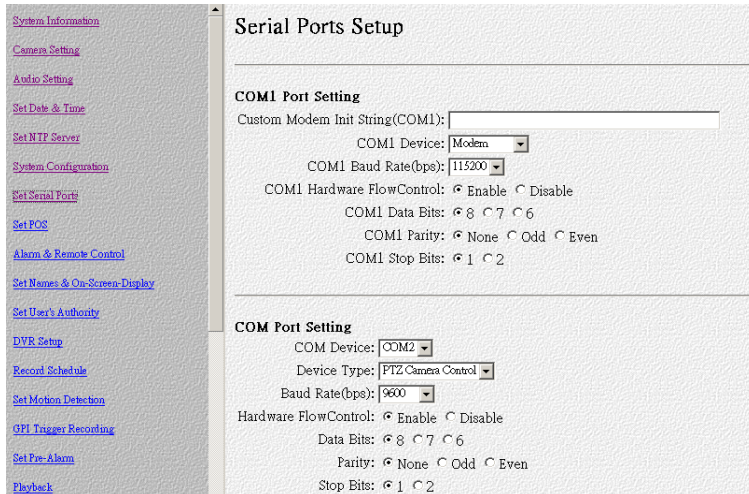 System Information
Camera Setting
Audio Setting
Set Date & Time
Set NTP Server
System Configuration
Set Serial Ports
Set POS
Alarm & Remote Control
Set Names & On-Screen-Display
Set User's Authority
DVR Setup
Record Schedule
Set Motion Detection
GPI Trigger Recording
Set Pre-Alarm
Playback
Serial Ports Setup
COM1 Port Setting
Custom Modem Init String(COM1):
COM1 Device: Modem
COM1 Baud Rate(bps): 115200
COM1 Hardware FlowControl: Enable Disable
COM1 Data Bits: 8 7 6
COM1 Parity: None Odd Even
COM1 Stop Bits: 1 2
COM Port Setting
COM Device: COM2
Device Type: PTZ Camera Control
Baud Rate(bps): 9600
Hardware FlowControl: Enable Disable
Data Bits: 8 7 6
Parity: None Odd Even
Stop Bits: 1 2